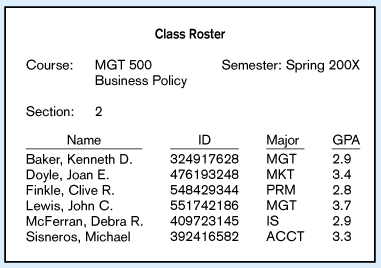 Class Roster
Course: MGT 500 Semester: Spring 200X
Business Policy
Section: 2
Name ID Major GPA
Baker, Kenneth D. 324917628 MGT 2.9
Doyle, Joan E. 476193248 MKT 3.4
Finkle, Clive R. 548429344 PRM 2.8
Lewis, John C. 551742186 MGT 3.7
McFerran, Debra R. 409723145 IS 2.9
Sisneros, Michael 392416582 ACCT 3.3